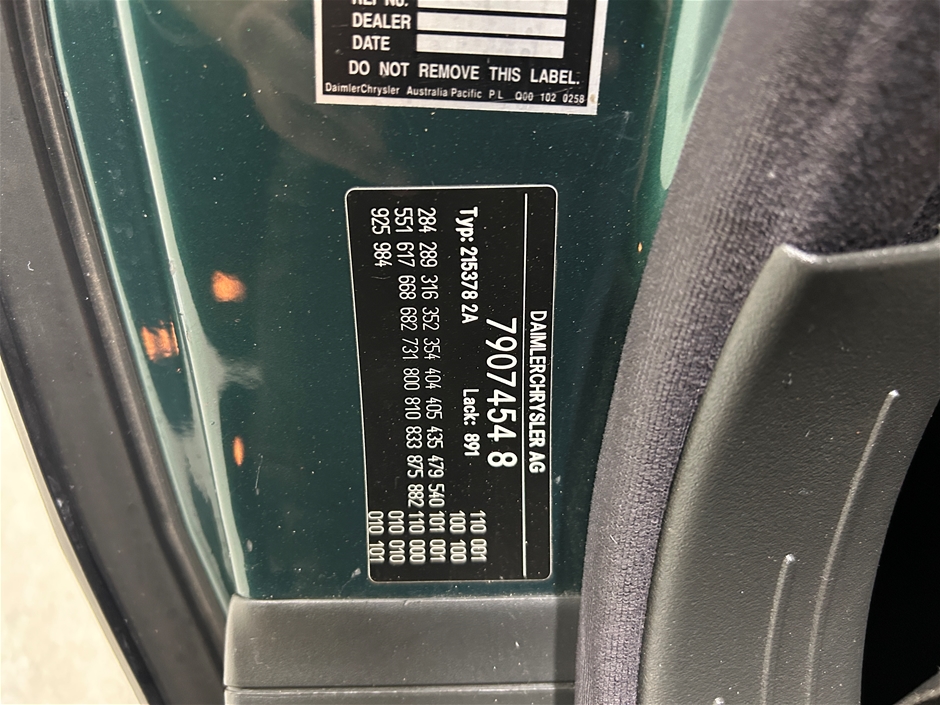 REF NO.
DEALER
DATE
DO NOT REMOVE THIS LABEL.
DaimlerChrysler Australia Pacific P L Q00 102 0258
DAIMLERCHRYSLER AG
7907454 8
Typ: 215378 2A Lack: 891
110 001
100 100
284 289 316 352 354 404 405 435 479 540 101 001
551 617 668 682 731 800 810 833 875 882 110 000
925 984
010 010
010 101